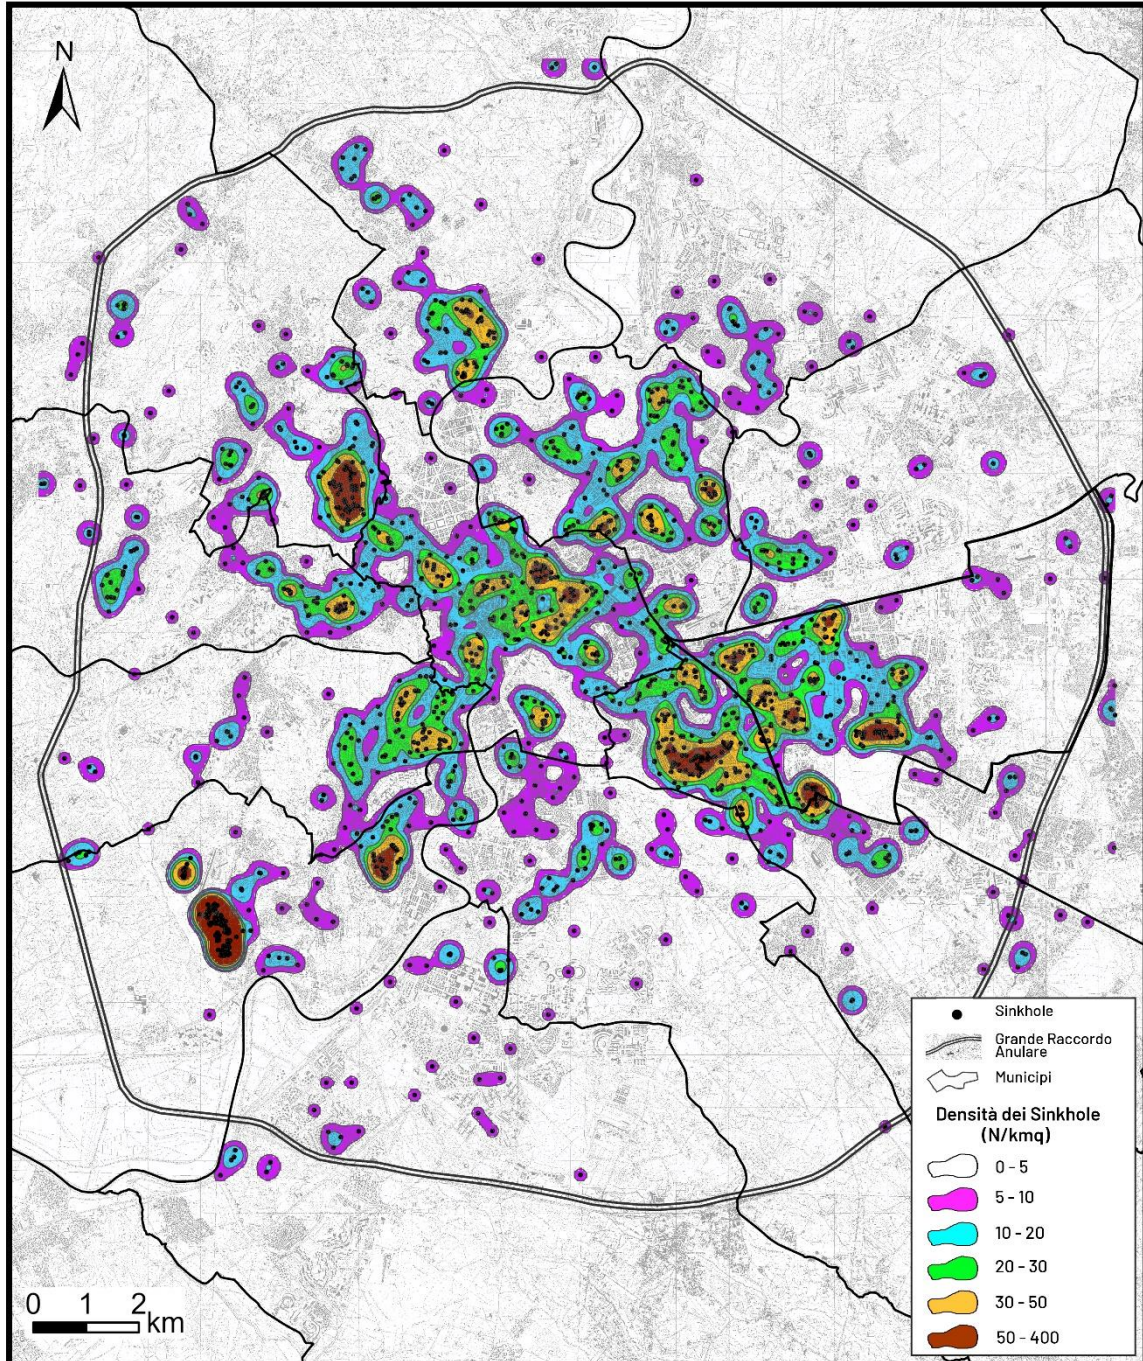 N
Sinkhole
Grande Raccordo
Anulare
Municipi
Densità dei Sinkhole
(N/kmq)
0 - 5
5 - 10
10 - 20
20 - 30
30 - 50
50 - 400
0 1 2
km